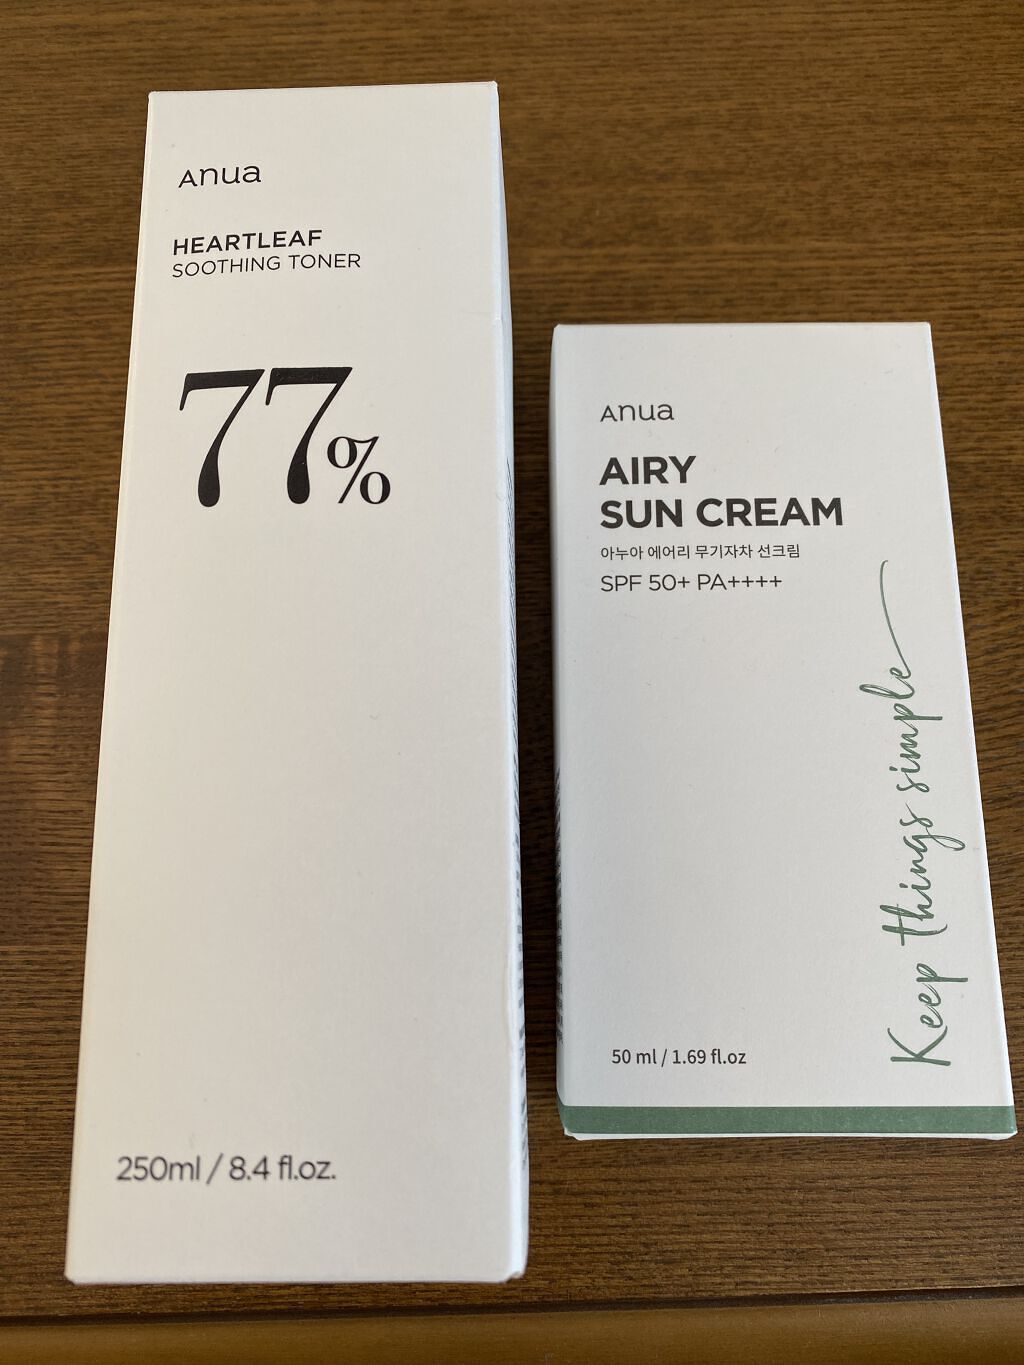 Anua
HEARTLEAF
SOOTHING TONER
77%
250ml / 8.4 fl.oz.
Anua
AIRY
SUN CREAM
아누아 에어리 무기자차 선크림
SPF 50+ PA++++
Keep things simple
50 ml / 1.69 fl.oz